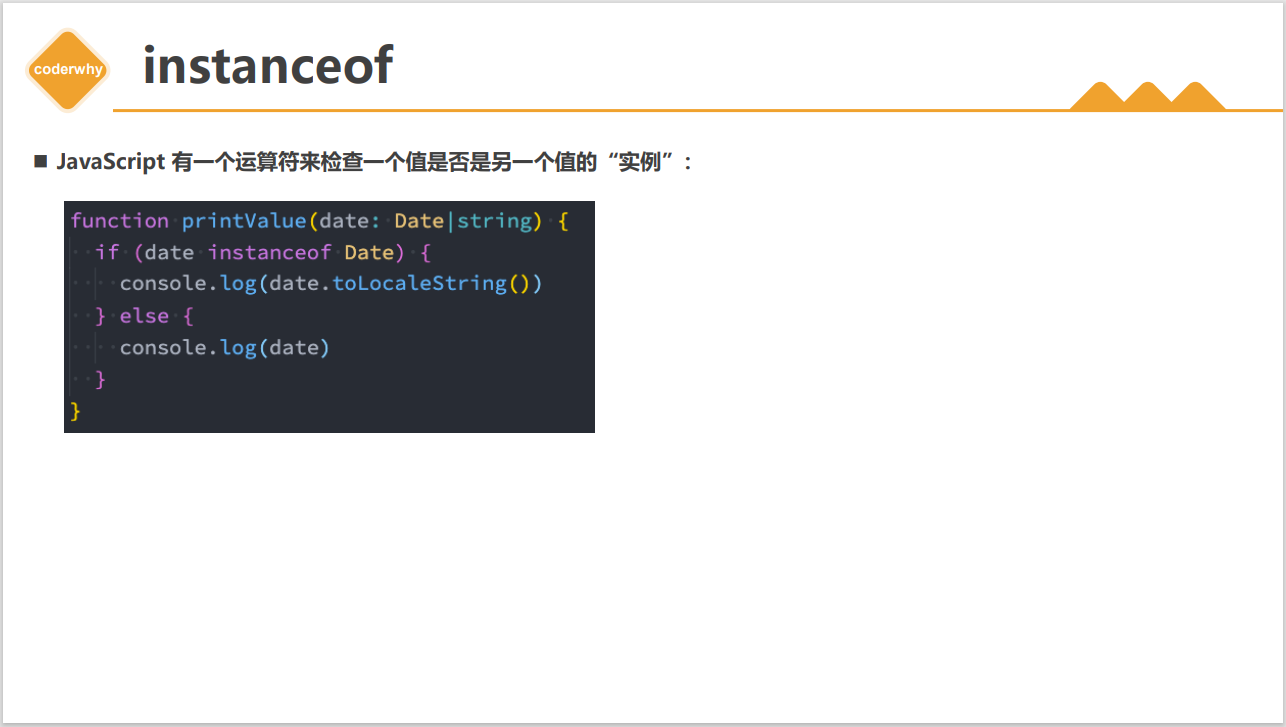 coderwhy
instanceof
JavaScript 有一个运算符来检查一个值是否是另一个值的“实例”：
function printValue(date: Date|string) {
  if (date instanceof Date) {
    console.log(date.toLocaleString())
  } else {
    console.log(date)
  }
}